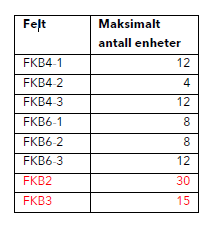 Felt Maksimalt
antall enheter
FKB4-1 12
FKB4-2 4
FKB4-3 12
FKB6-1 8
FKB6-2 8
FKB6-3 12
FKB2 30
FKB3 15